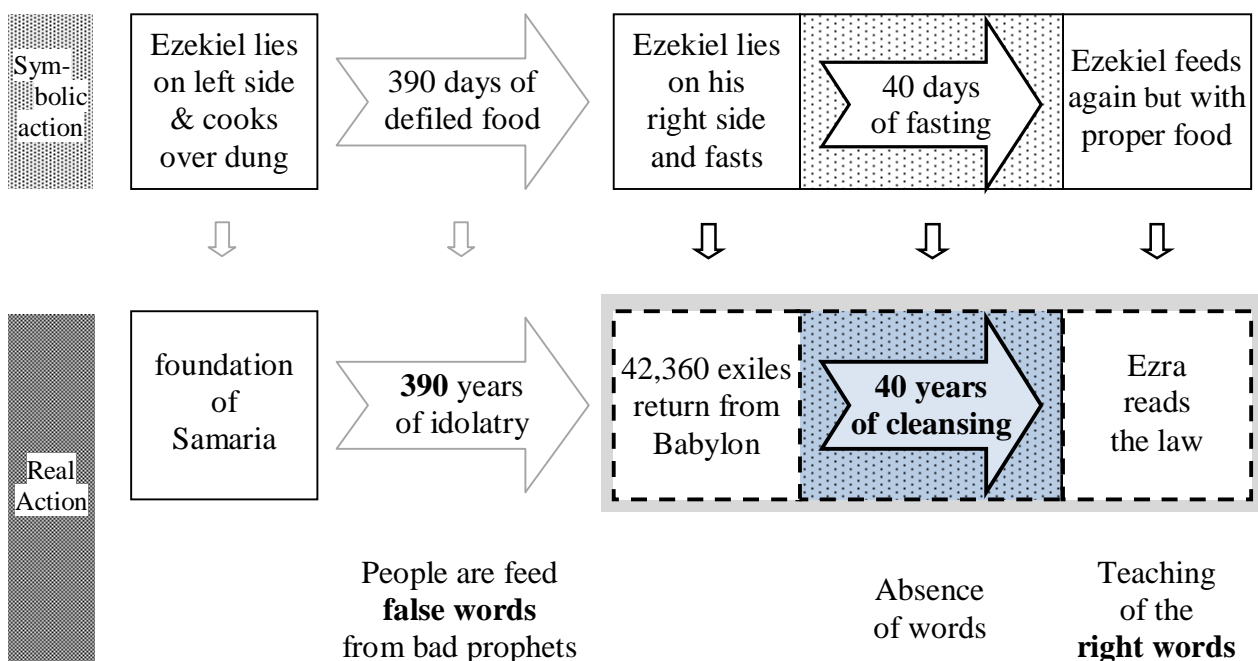 Sym-
bolic
action
Ezekiel lies
on left side
& cooks
over dung
390 days of
defiled food
Ezekiel lies
on his
right side
and fasts
40 days
of fasting
Ezekiel feeds
again but with
proper food
Real
Action
foundation
of
Samaria
390 years
of idolatry
42,360 exiles
return from
Babylon
40 years
of cleansing
Ezra
reads
the law
People are feed
false words
from bad prophets
Absence
of words
Teaching
of the
right words